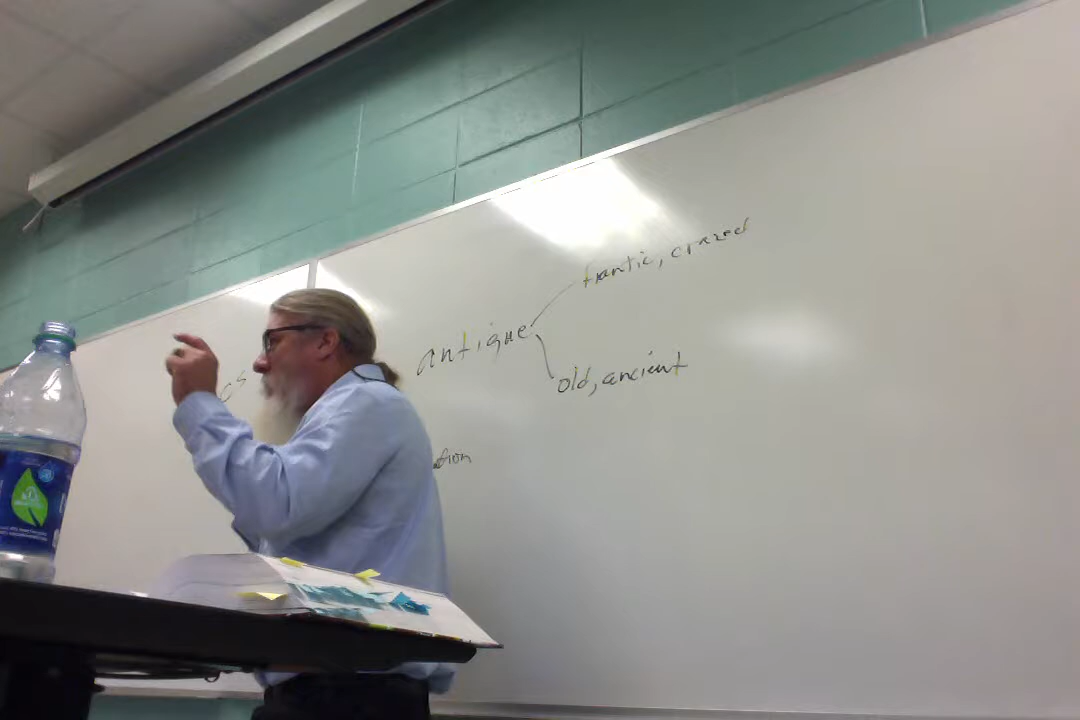 frantic, crazed
antique
old, ancient